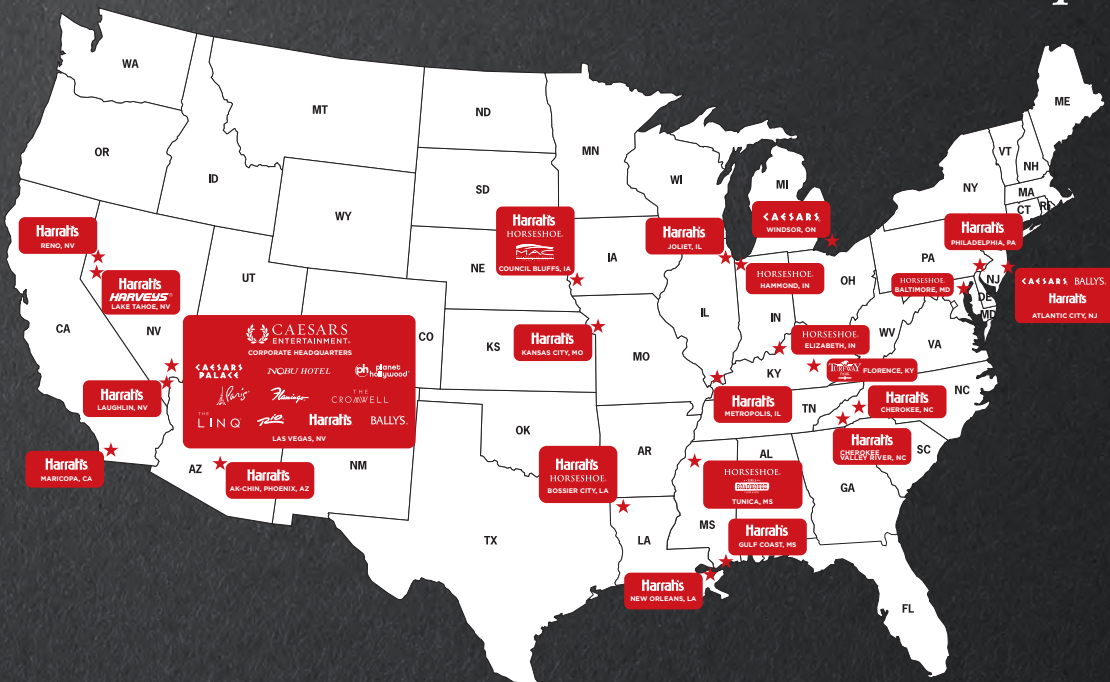 WA
MT
ND
MN
OR
ID
SD
WY
WI
MI
NY
VT
NH
ME
MA
CT
RI
Harrah's
RENO, NV
Harrah's
HARVEYS®
LAKE TAHOE, NV
Harrah's
HORSESHOE.
MAC
COUNCIL BLUFFS, IA
Harrah's
JOLIET, IL
CAESARS
WINDSOR, ON
Harrah's
PHILADELPHIA, PA
HORSESHOE
HAMMOND, IN
HORSESHOE.
BALTIMORE, MD
CAESARS BALLY'S
Harrah's
ATLANTIC CITY, NJ
NE
IA
UT
CA
NV
CO
KS
MO
IL
IN
OH
PA
NJ
DE
MD
WV
VA
KY
TN
NC
SC
CAESARS
ENTERTAINMENT®
CORPORATE HEADQUARTERS
CAESARS
PALACE
NOBU HOTEL
ph planet
hollywood
Paris
Flamingo
THE
CROMWELL
THE
LINQ
Rio
Harrah's
BALLY'S.
LAS VEGAS, NV
Harrah's
KANSAS CITY, MO
HORSESHOE.
ELIZABETH, IN
TURFWAY
PARK
FLORENCE, KY
Harrah's
LAUGHLIN, NV
Harrah's
METROPOLIS, IL
Harrah's
CHEROKEE, NC
Harrah's
CHEROKEE
VALLEY RIVER, NC
Harrah's
MARICOPA, CA
AZ
Harrah's
AK-CHIN, PHOENIX, AZ
NM
OK
AR
Harrah's
HORSESHOE.
BOSSIER CITY, LA
AL
GA
HORSESHOE.
ROADHOUSE
TUNICA, MS
TX
LA
MS
Harrah's
GULF COAST, MS
Harrah's
NEW ORLEANS, LA
FL